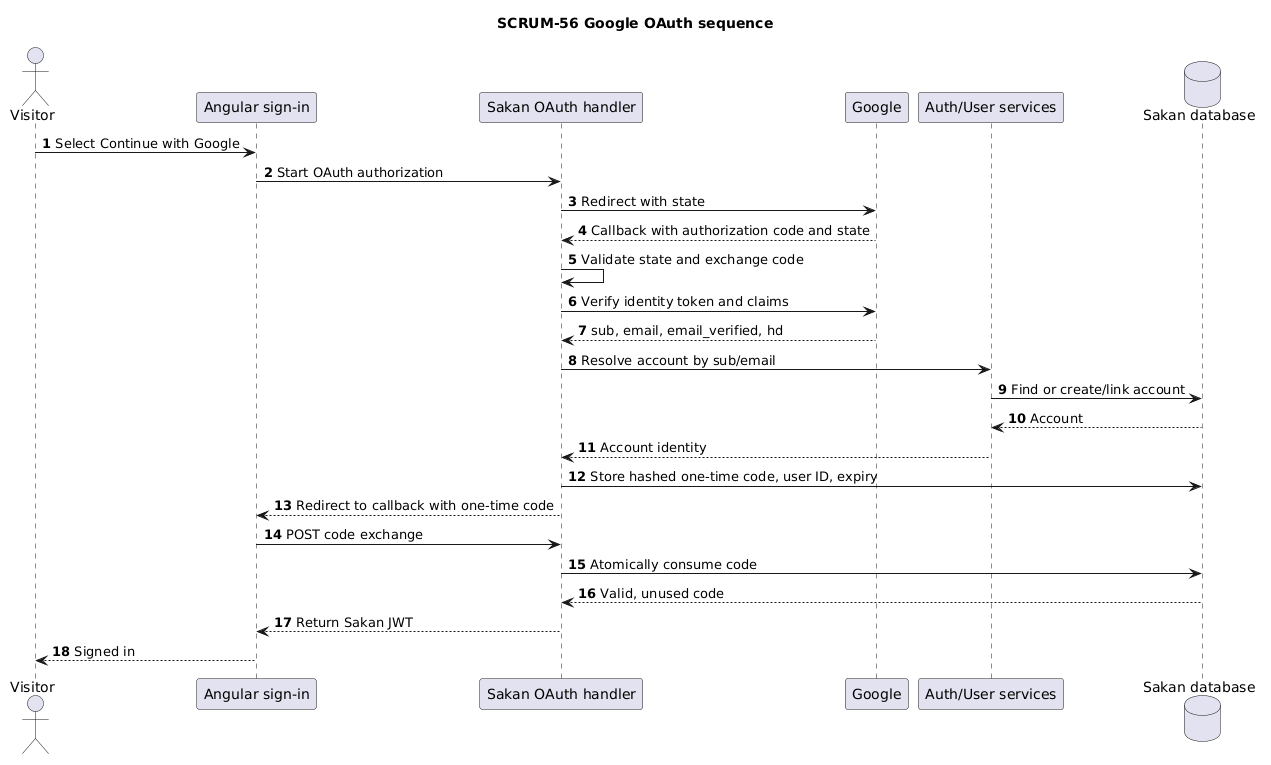 SCRUM-56 Google OAuth sequence
Visitor
Angular sign-in
Sakan OAuth handler
Google
Auth/User services
Sakan database
1 Select Continue with Google
2 Start OAuth authorization
3 Redirect with state
4 Callback with authorization code and state
5 Validate state and exchange code
6 Verify identity token and claims
7 sub, email, email_verified, hd
8 Resolve account by sub/email
9 Find or create/link account
10 Account
11 Account identity
12 Store hashed one-time code, user ID, expiry
13 Redirect to callback with one-time code
14 POST code exchange
15 Atomically consume code
16 Valid, unused code
17 Return Sakan JWT
18 Signed in
Visitor
Angular sign-in
Sakan OAuth handler
Google
Auth/User services
Sakan database